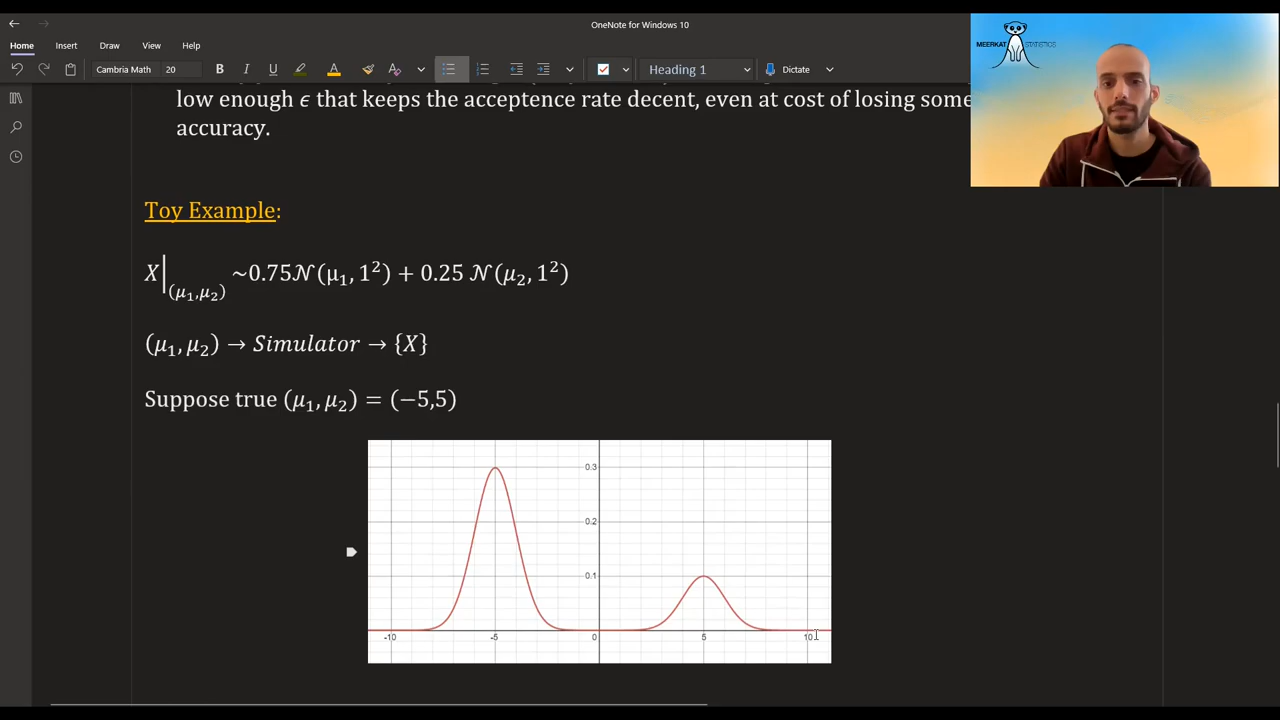 OneNote for Windows 10
Home Insert Draw View Help
Cambria Math 20 B I U A Heading 1 Dictate
MEERKAT STATISTICS
low enough ϵ that keeps the acceptence rate decent, even at cost of losing some
accuracy.
Toy Example:
X|(μ₁,μ₂) ~0.75𝒩(μ₁, 1²) + 0.25 𝒩(μ₂, 1²)
(μ₁, μ₂) → Simulator → {X}
Suppose true (μ₁, μ₂) = (−5,5)
0.3
0.2
0.1
-10 -5 0 5 10